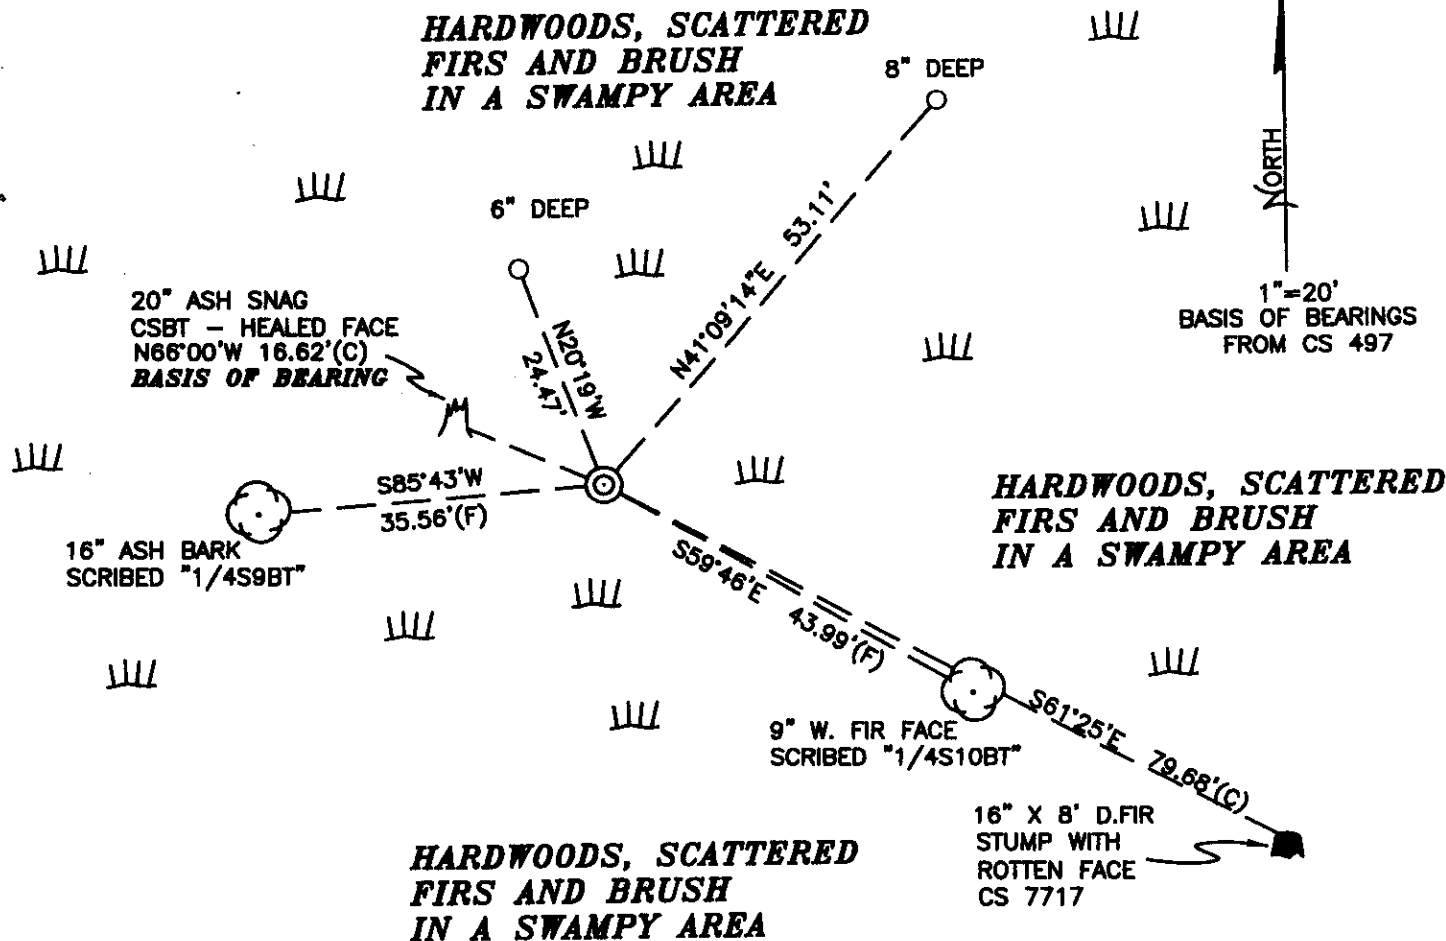 HARDWOODS, SCATTERED
FIRS AND BRUSH
IN A SWAMPY AREA
8" DEEP
NORTH
1"=20'
BASIS OF BEARINGS
FROM CS 497
6" DEEP
N41°09'14"E 53.11'
20" ASH SNAG
CSBT - HEALED FACE
N66°00'W 16.62'(C)
BASIS OF BEARING
N20°19'W
24.47'
S85°43'W
35.56'(F)
16" ASH BARK
SCRIBED "1/4S9BT"
HARDWOODS, SCATTERED
FIRS AND BRUSH
IN A SWAMPY AREA
S59°46'E 43.99'(F)
9" W. FIR FACE
SCRIBED "1/4S10BT"
S61°25'E 79.68'(C)
16" X 8' D.FIR
STUMP WITH
ROTTEN FACE
CS 7717
HARDWOODS, SCATTERED
FIRS AND BRUSH
IN A SWAMPY AREA